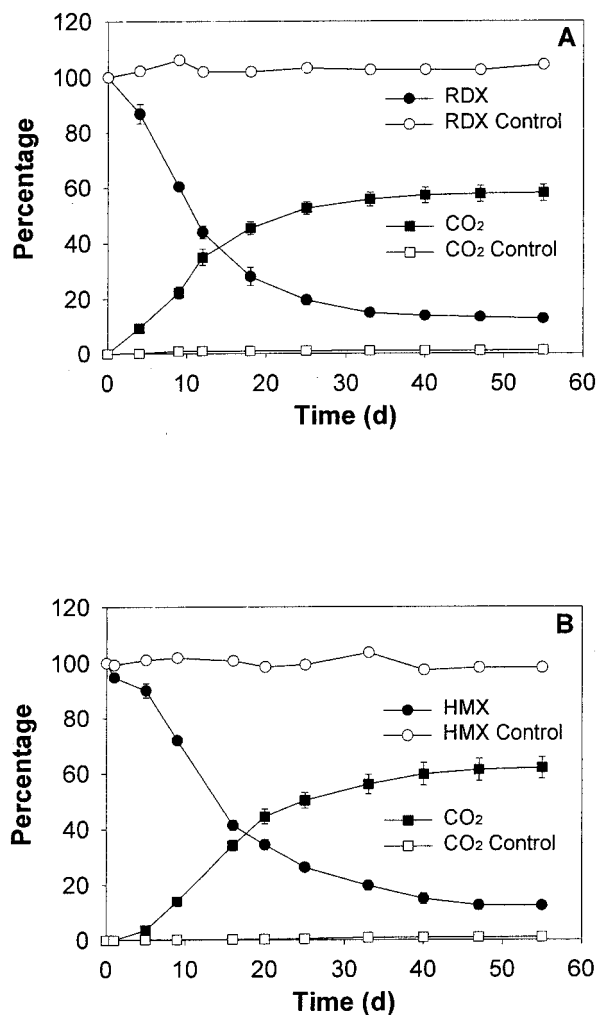 A
120
100
80
60
40
20
0
Percentage
RDX
RDX Control
CO₂
CO₂ Control
0 10 20 30 40 50 60
Time (d)
B
120
100
80
60
40
20
0
Percentage
HMX
HMX Control
CO₂
CO₂ Control
0 10 20 30 40 50 60
Time (d)